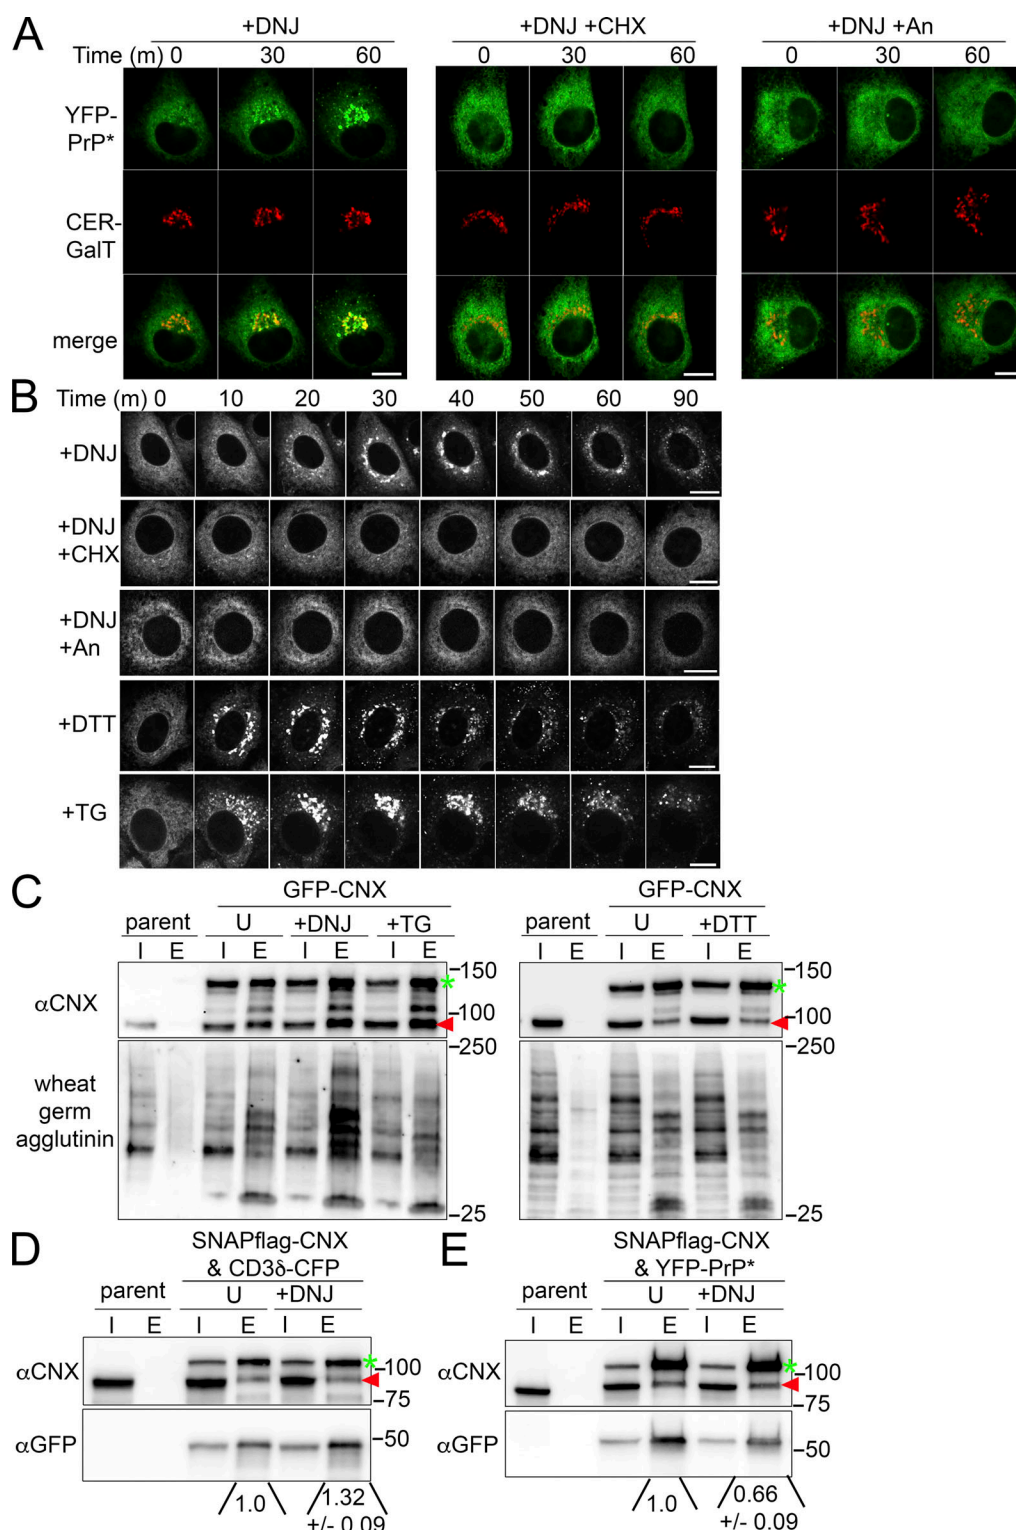 A
+DNJ +DNJ +CHX +DNJ +An
Time (m) 0 30 60 0 30 60 0 30 60
YFP-
PrP*
CER-
GalT
merge
B
Time (m) 0 10 20 30 40 50 60 90
+DNJ
+DNJ
+CHX
+DNJ
+An
+DTT
+TG
C
GFP-CNX GFP-CNX
parent U +DNJ +TG parent U +DTT
I E I E I E I E I E I E I E
αCNX
–150 –150
*
–100 –100
–250 –250
wheat
germ
agglutinin
–25 –25
D
SNAPflag-CNX
& CD3δ-CFP
parent U +DNJ
I E I E I E
αCNX
*
–100
–75
αGFP
–50
1.0
1.32
+/- 0.09
E
SNAPflag-CNX
& YFP-PrP*
parent U +DNJ
I E I E I E
αCNX
*
–100
–75
αGFP
–50
1.0
0.66
+/- 0.09